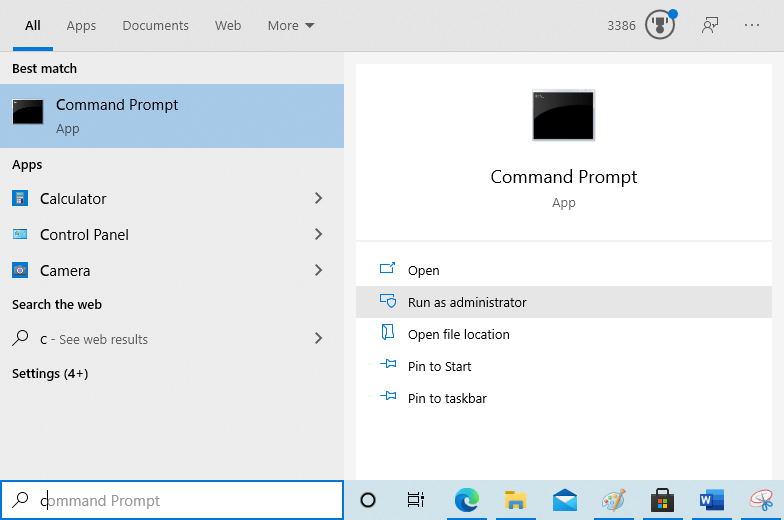 All Apps Documents Web More 3386
Best match
Command Prompt
App
Apps
Calculator
Control Panel
Camera
Search the web
c - See web results
Settings (4+)
Command Prompt
App
Open
Run as administrator
Open file location
Pin to Start
Pin to taskbar
command Prompt